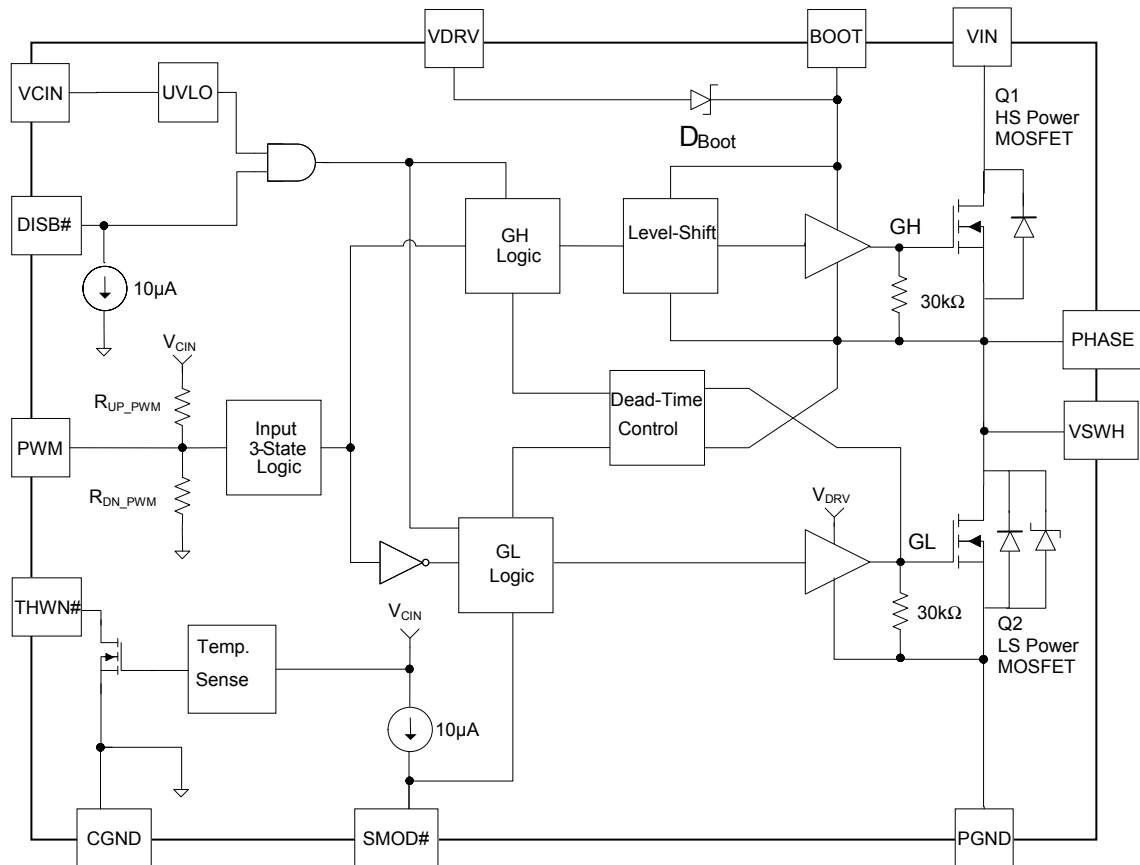 VDRV
BOOT
VIN
VCIN
UVLO
Q1
HS Power
MOSFET
DBoot
DISB#
GH
Logic
Level-Shift
GH
10µA
30kΩ
VCIN
PHASE
RUP_PWM
Dead-Time
Control
Input
3-State
Logic
PWM
VSWH
RDN_PWM
VDRV
GL
Logic
GL
THWN#
VCIN
30kΩ
Q2
LS Power
MOSFET
Temp.
Sense
10µA
CGND
SMOD#
PGND